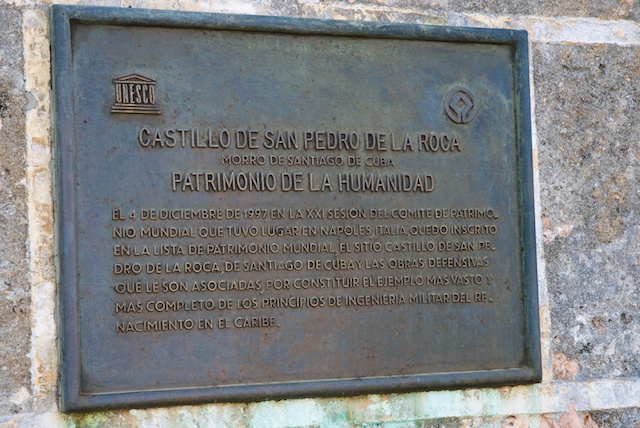 UNESCO
CASTILLO DE SAN PEDRO DE LA ROCA
MORRO DE SANTIAGO DE CUBA
PATRIMONIO DE LA HUMANIDAD
EL 4 DE DICIEMBRE DE 1997, EN LA XXI SESION DEL COMITE DE PATRIMO-
NIO MUNDIAL QUE TUVO LUGAR EN NAPOLES, ITALIA, QUEDO INSCRITO
EN LA LISTA DE PATRIMONIO MUNDIAL, EL SITIO CASTILLO DE SAN PE-
DRO DE LA ROCA, DE SANTIAGO DE CUBA Y LAS OBRAS DEFENSIVAS
QUE LE SON ASOCIADAS, POR CONSTITUIR EL EJEMPLO MAS VASTO Y
MAS COMPLETO DE LOS PRINCIPIOS DE INGENIERIA MILITAR DEL RE-
NACIMIENTO EN EL CARIBE.